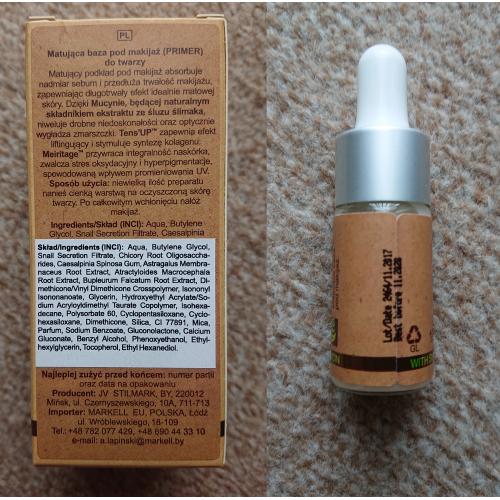 PL
Matująca baza pod makijaż (PRIMER)
do twarzy
Matujący podkład pod makijaż absorbuje
nadmiar sebum i przedłuża trwałość makijażu,
zapewniając długotrwały efekt idealnie matowej
skóry. Dzięki Mucynie, będącej naturalnym
składnikiem ekstraktu ze śluzu ślimaka,
niweluje drobne niedoskonałości oraz optycznie
wygładza zmarszczki. Tens'UP™ zapewnia efekt
liftingujący i stymuluje syntezę kolagenu.
Meiritage™ przywraca integralność naskórka,
zwalcza stres oksydacyjny i hyperpigmentacje,
spowodowaną wpływem promieniowania UV.
Sposób użycia: niewielką ilość preparatu
nanieś cienką warstwą na oczyszczoną skórę
twarzy. Po całkowitym wchłonięciu nałóż
makijaż.
Ingredients/Składniki (INCI): Aqua, Butylene
Glycol, Snail Secretion Filtrate, Caesalpinia
Skład/Ingredients (INCI): Aqua, Butylene Glycol,
Snail Secretion Filtrate, Chicory Root Oligosaccha-
rides, Caesalpinia Spinosa Gum, Astragalus Membra-
naceus Root Extract, Atractyloides Macrocephala
Root Extract, Bupleurum Faicatum Root Extract, Di-
methicone/Vinyl Dimethicone Crosspolymer, Isononyl
Isononanoate, Glycerin, Hydroxyethyl Acrylate/So-
dium Acryloyldimethyl Taurate Copolymer, Isohexa-
decane, Polysorbate 60, Cyclopentasiloxane, Cyclo-
hexasiloxane, Dimethicone, Silica, CI 77891, Mica,
Parfum, Sodium Benzoate, Gluconolactone, Calcium
Gluconate, Benzyl Alcohol, Phenoxyethanol, Ethyl-
hexylglycerin, Tocopherol, Ethyl Hexanediol.
Najlepiej zużyć przed końcem: numer partii
oraz data na opakowaniu
Producent: JV STILMARK, BY, 220012
Mińsk, ul. Czernyszewskiego, 10A, 711-713
Importer: MARKELL EU, POLSKA, Łódź
ul. Wróblewskiego, 18-109
Tel.:+48 782 077 429, +48 690 44 33 10
e-mail: a.lapinski@markell.by
Lot/Date 2464/11.2017
Best before 11.2020
GL
WITH S